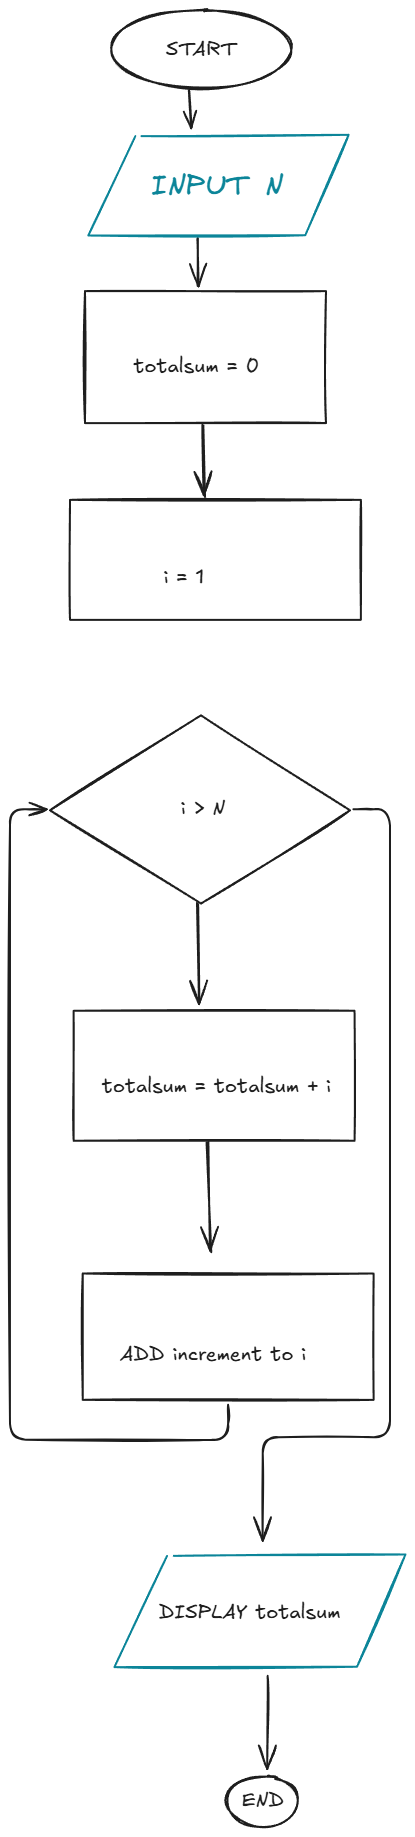 START
INPUT N
totalsum = 0
i = 1
i > N
totalsum = totalsum + i
ADD increment to i
DISPLAY totalsum
END